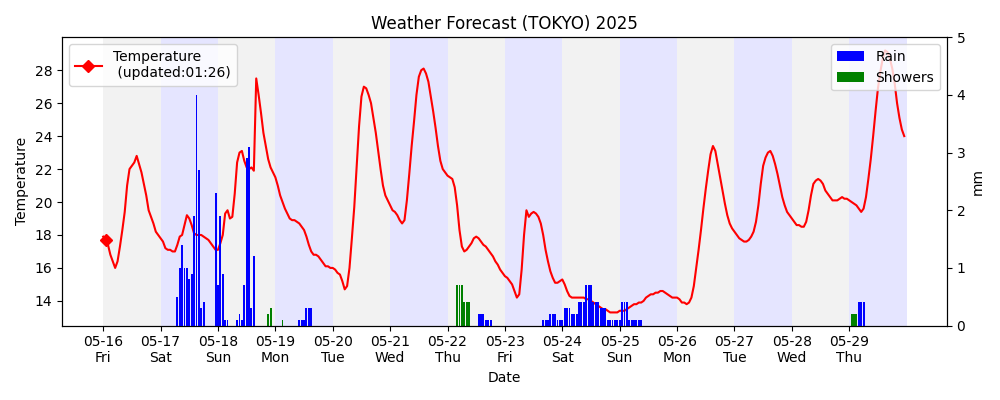 Weather Forecast (TOKYO) 2025
Temperature
(updated:01:26)
Rain
Showers
Temperature
28
26
24
22
20
18
16
14
5
4
3
2
1
0
mm
05-16 05-17 05-18 05-19 05-20 05-21 05-22 05-23 05-24 05-25 05-26 05-27 05-28 05-29
Fri Sat Sun Mon Tue Wed Thu Fri Sat Sun Mon Tue Wed Thu
Date